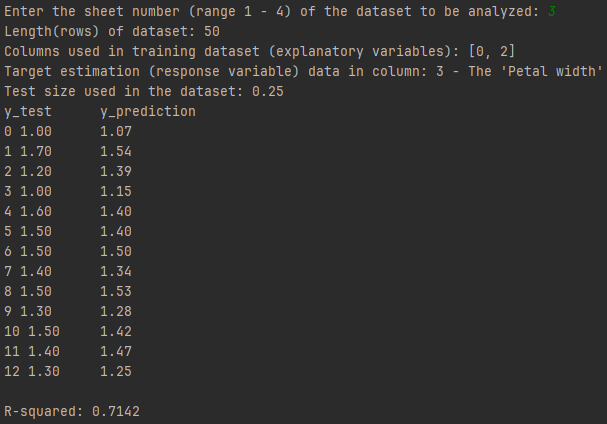 Enter the sheet number (range 1 - 4) of the dataset to be analyzed: 3
Length(rows) of dataset: 50
Columns used in training dataset (explanatory variables): [0, 2]
Target estimation (response variable) data in column: 3 - The 'Petal width'
Test size used in the dataset: 0.25
y_test      y_prediction
0 1.00      1.07
1 1.70      1.54
2 1.20      1.39
3 1.00      1.15
4 1.60      1.40
5 1.50      1.40
6 1.50      1.50
7 1.40      1.34
8 1.50      1.53
9 1.30      1.28
10 1.50     1.42
11 1.40     1.47
12 1.30     1.25
R-squared: 0.7142